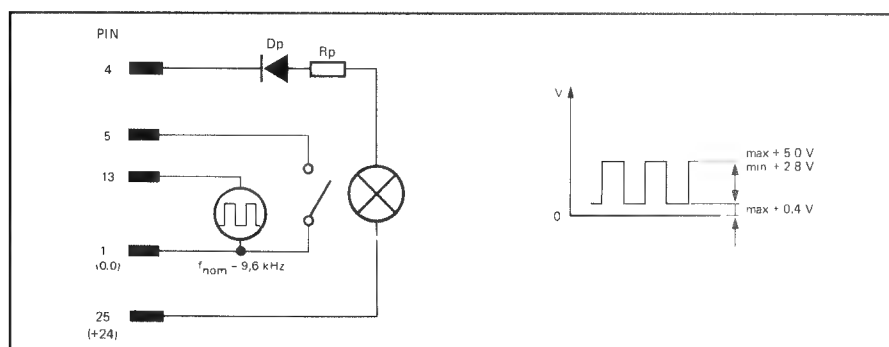 PIN
Dp
Rp
4
5
13
1
(0.0)
fnom – 9,6 kHz
25
(+24)
V
max + 5 0 V
min + 2 8 V
max + 0.4 V
0